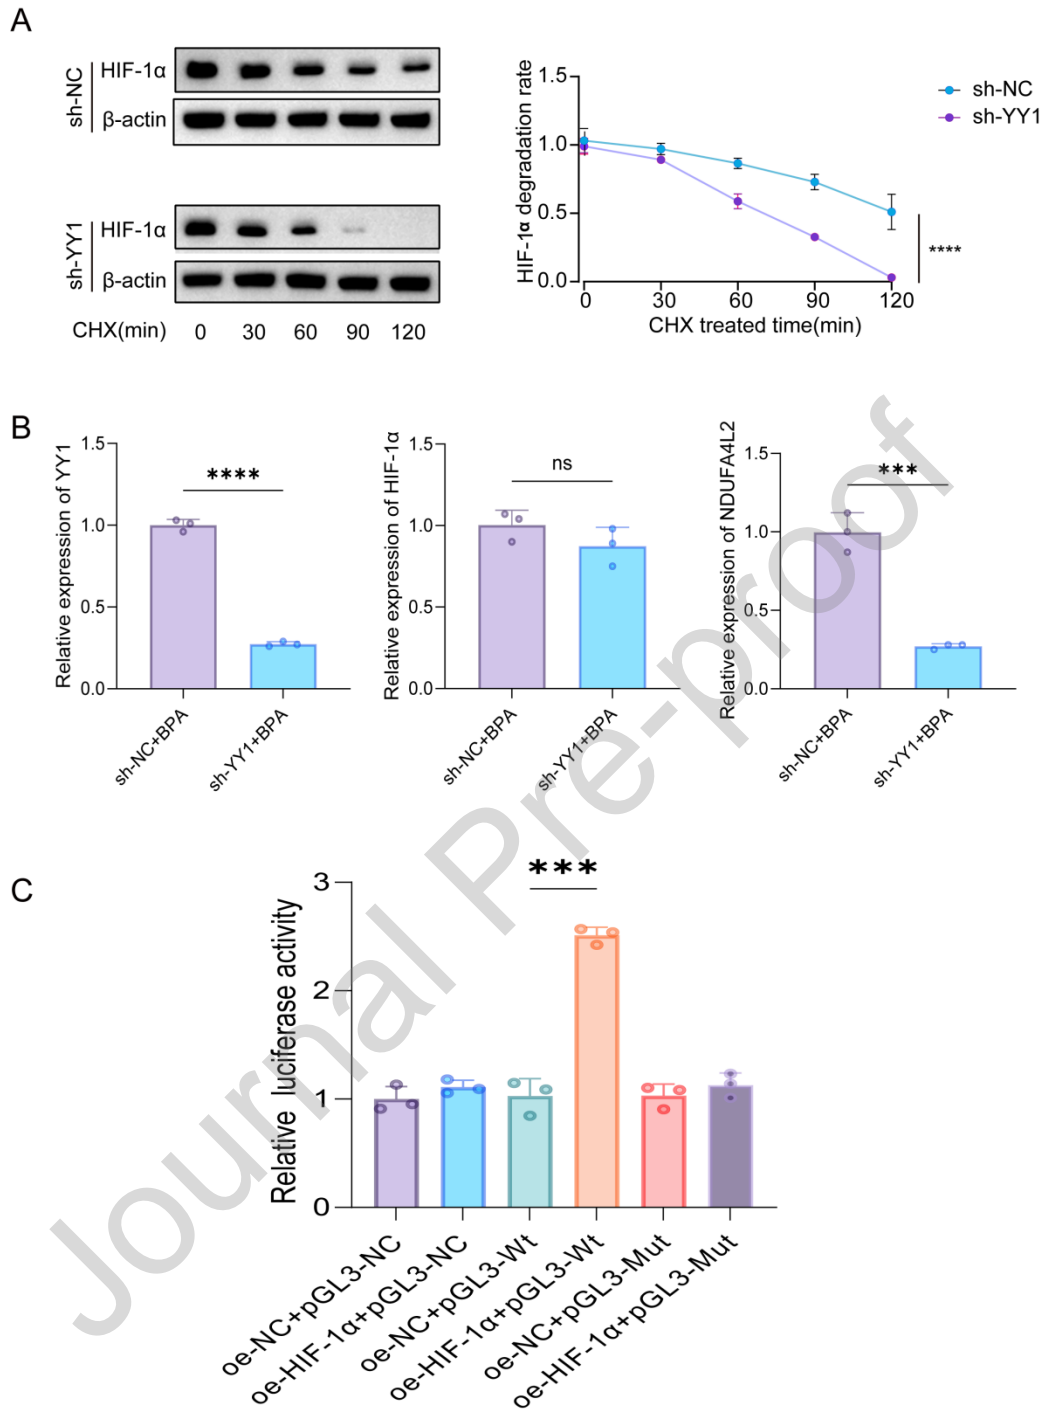 A
sh-NC
HIF-1α
β-actin
sh-YY1
HIF-1α
β-actin
CHX(min) 0 30 60 90 120
HIF-1α degradation rate
1.5
1.0
0.5
0.0
0 30 60 90 120
CHX treated time(min)
sh-NC
sh-YY1
****
B
Relative expression of YY1
1.5
1.0
0.5
0.0
****
sh-NC+BPA
sh-YY1+BPA
Relative expression of HIF-1α
1.5
1.0
0.5
0.0
ns
sh-NC+BPA
sh-YY1+BPA
Relative expression of NDUFA4L2
1.5
1.0
0.5
0.0
***
sh-NC+BPA
sh-YY1+BPA
C
Relative luciferase activity
3
2
1
0
***
oe-NC+pGL3-NC
oe-HIF-1α+pGL3-NC
oe-NC+pGL3-Wt
oe-HIF-1α+pGL3-Wt
oe-NC+pGL3-Mut
oe-HIF-1α+pGL3-Mut
Journal Pre-proof